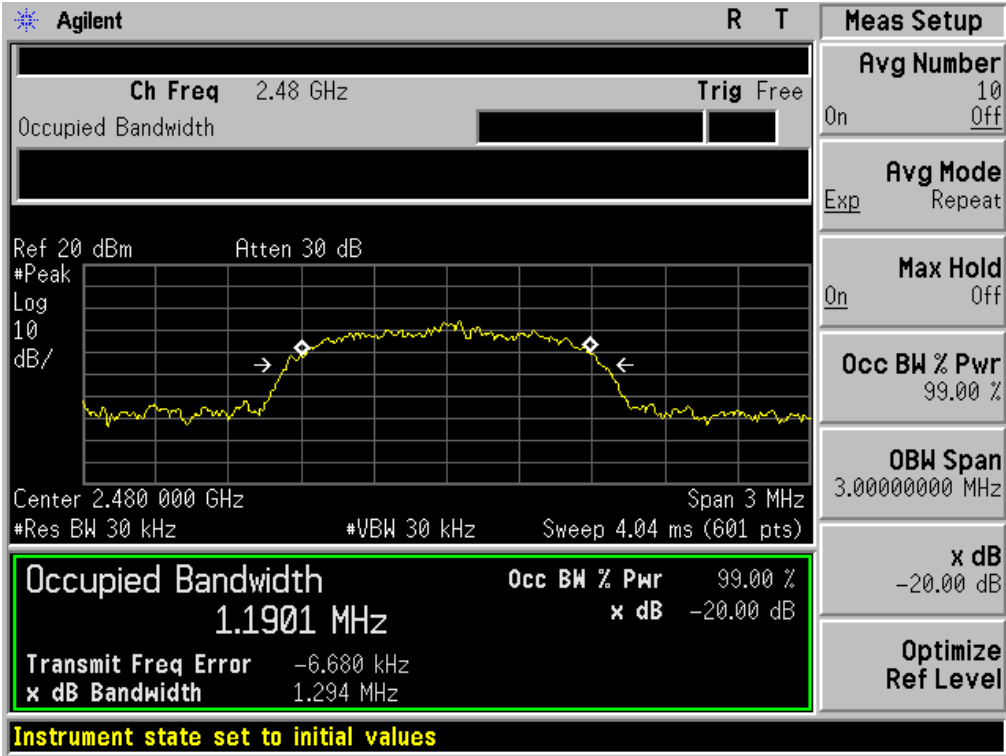 Agilent R T
Ch Freq 2.48 GHz Trig Free
Occupied Bandwidth
Ref 20 dBm Atten 30 dB
#Peak
Log
10
dB/
Center 2.480 000 GHz Span 3 MHz
#Res BW 30 kHz #VBW 30 kHz Sweep 4.04 ms (601 pts)
Occupied Bandwidth
1.1901 MHz
Occ BW % Pwr 99.00 %
x dB -20.00 dB
Transmit Freq Error -6.680 kHz
x dB Bandwidth 1.294 MHz
Instrument state set to initial values
Meas Setup
Avg Number
10
On Off
Avg Mode
Exp Repeat
Max Hold
On Off
Occ BW % Pwr
99.00 %
OBW Span
3.00000000 MHz
x dB
-20.00 dB
Optimize
Ref Level